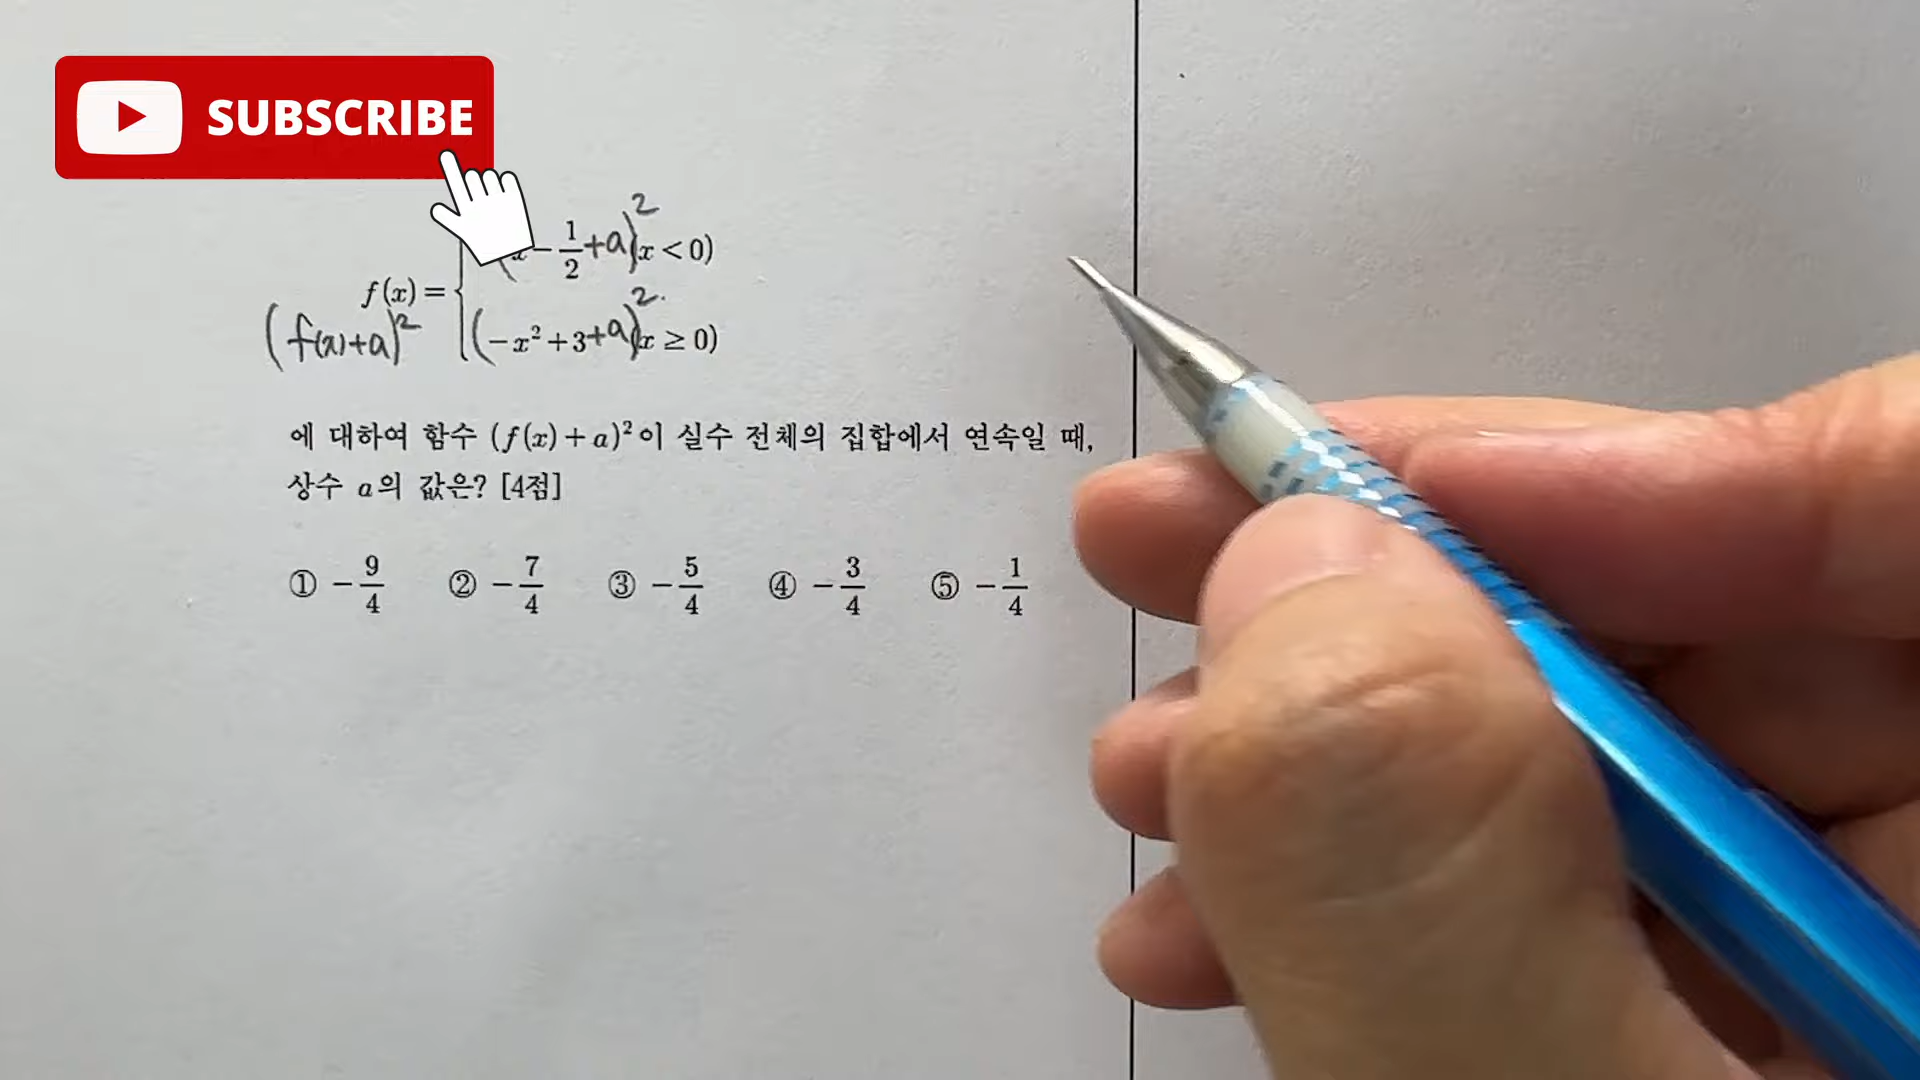 SUBSCRIBE
x - 1/2 + a)² (x < 0)
f(x) =
(f(x)+a)² (-x² + 3 + a)² (x ≥ 0)
에 대하여 함수 (f(x) + a)²이 실수 전체의 집합에서 연속일 때,
상수 a의 값은? [4점]
① -9/4 ② -7/4 ③ -5/4 ④ -3/4 ⑤ -1/4